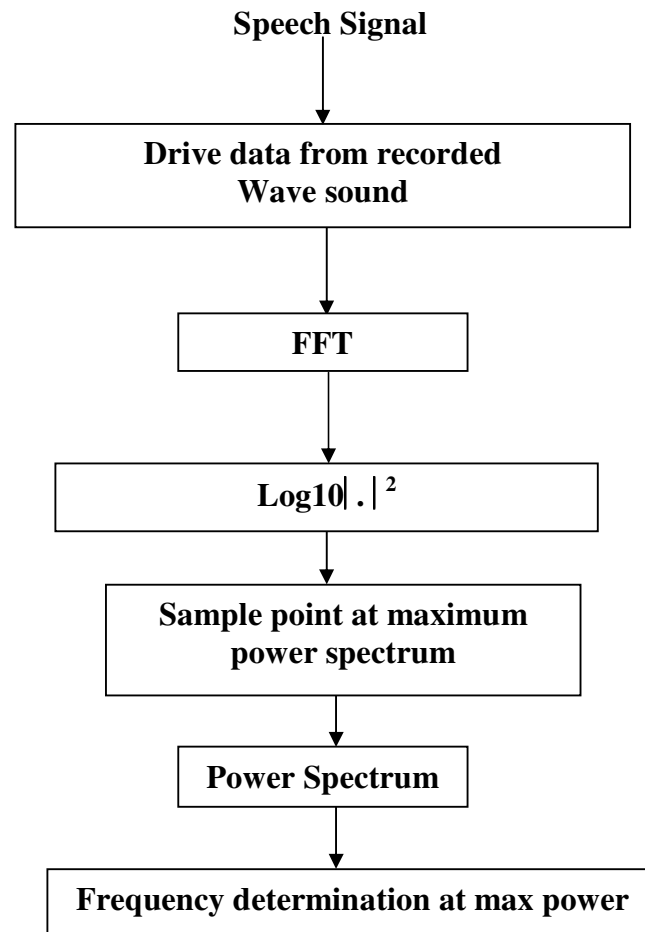 Speech Signal
Drive data from recorded
Wave sound
FFT
Log10| . | ²
Sample point at maximum
power spectrum
Power Spectrum
Frequency determination at max power